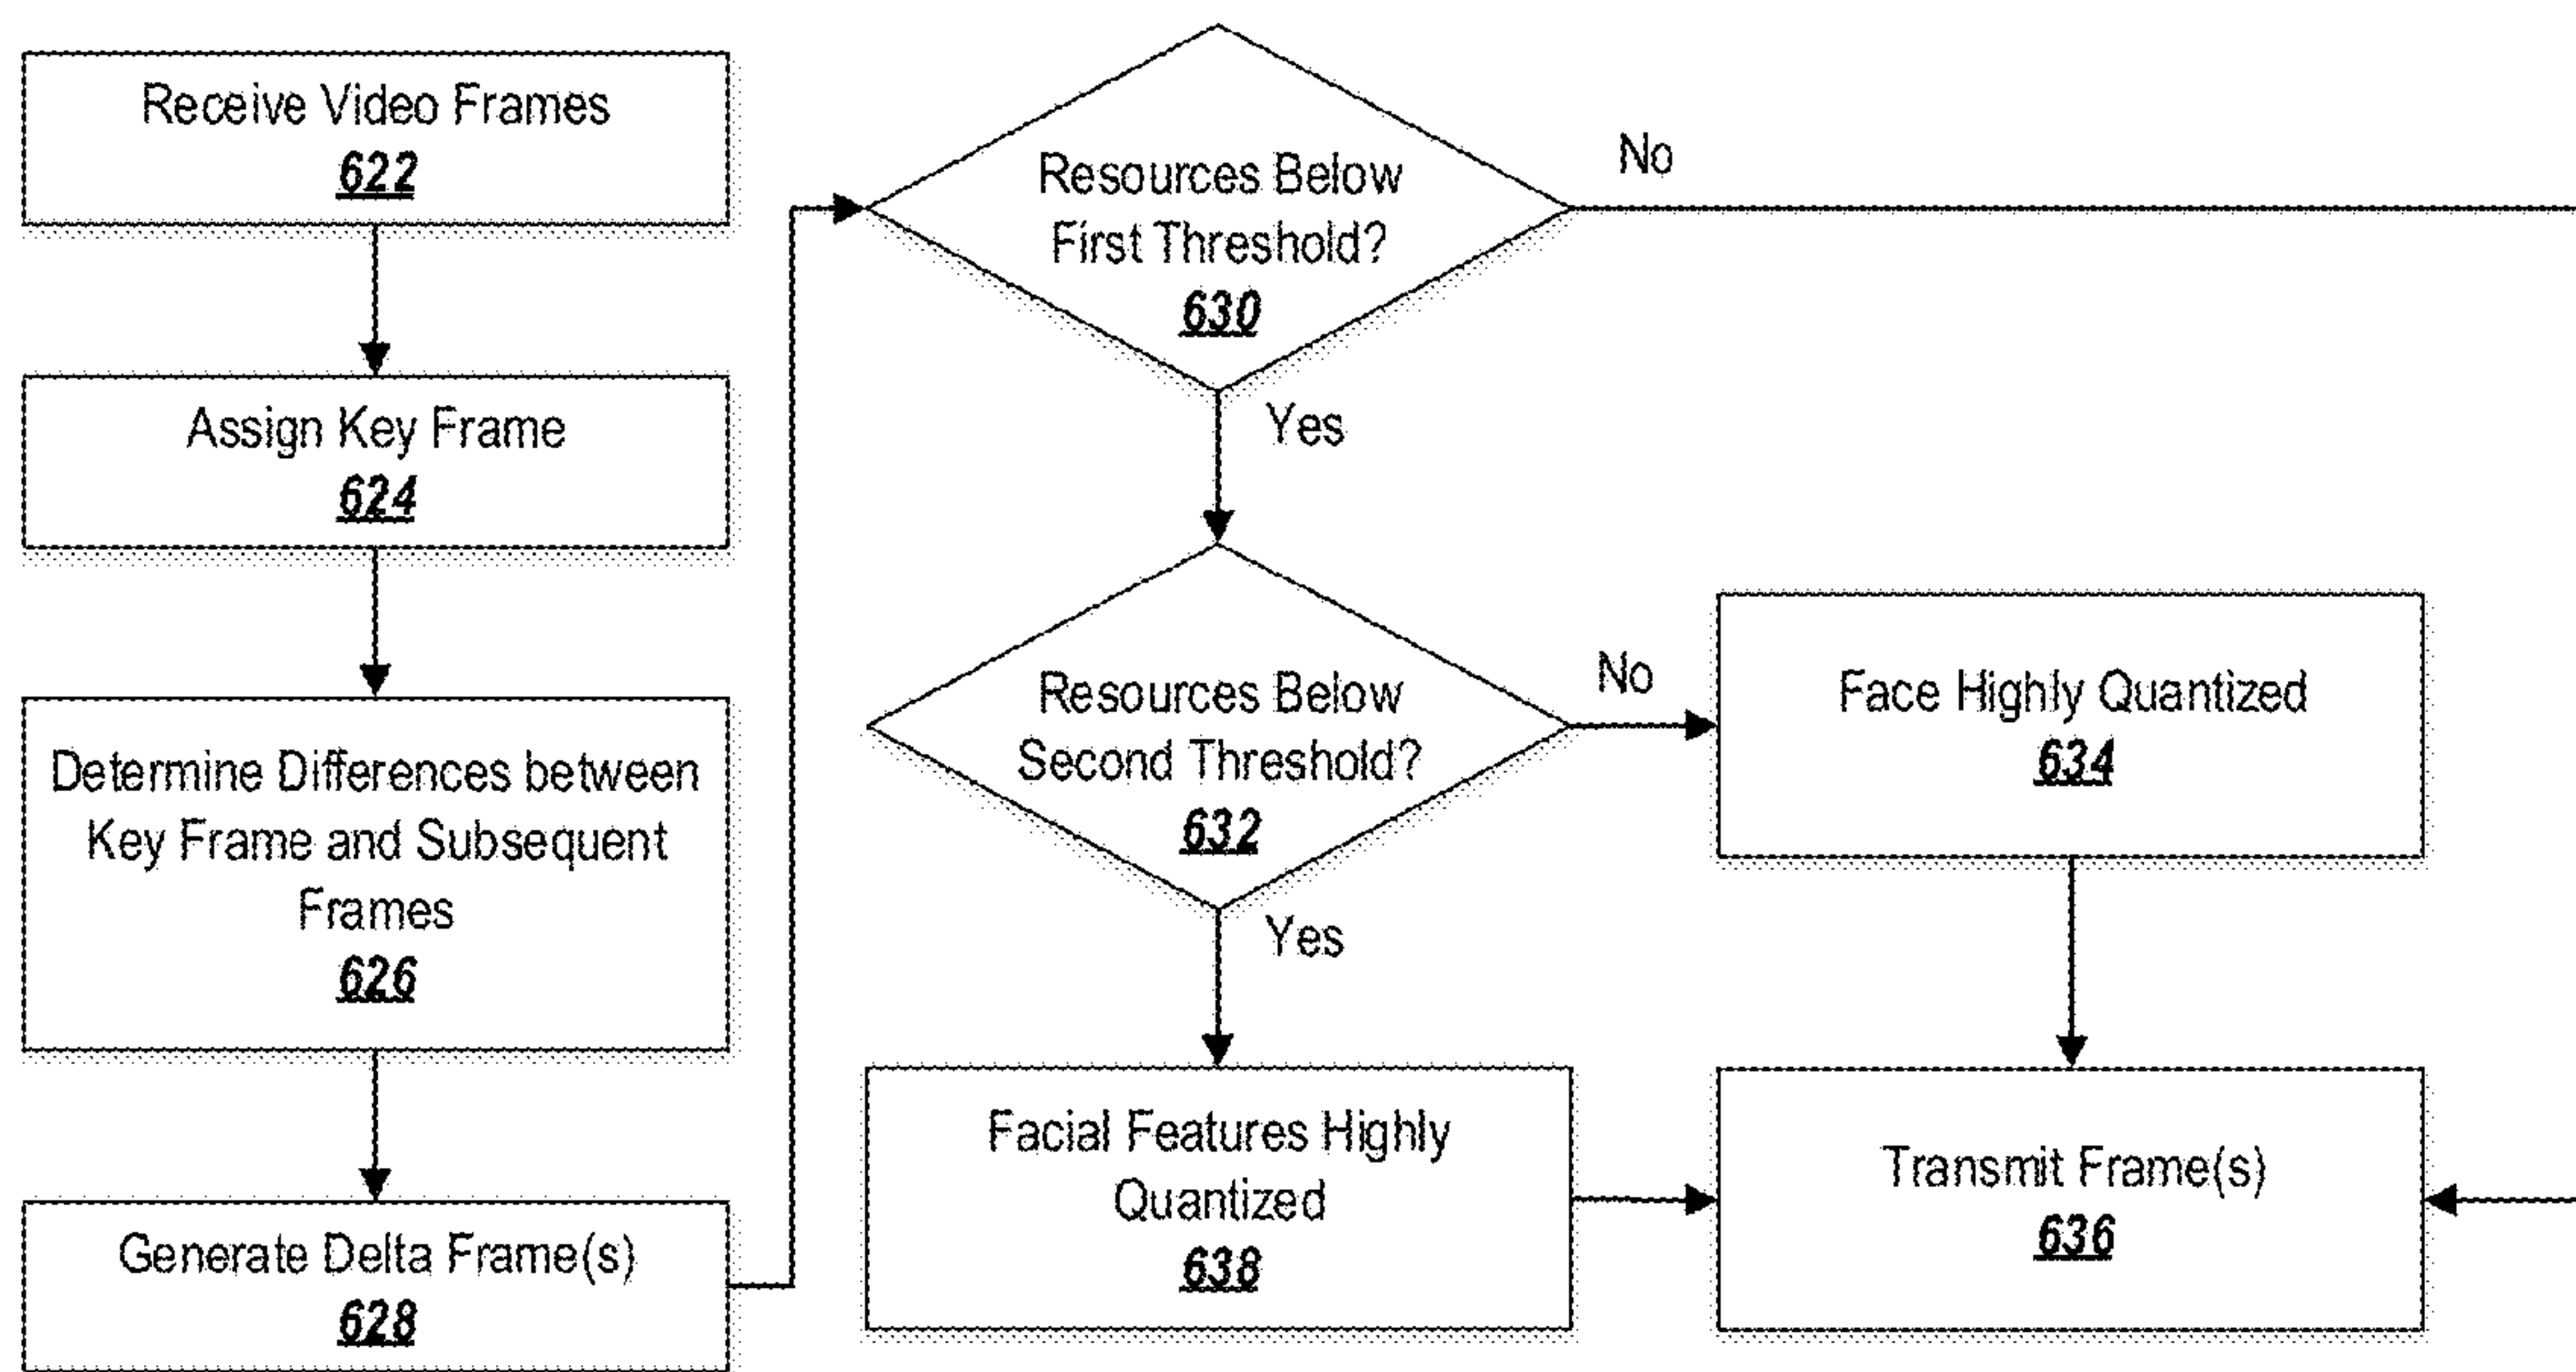 Receive Video Frames
622
Assign Key Frame
624
Determine Differences between
Key Frame and Subsequent
Frames
626
Generate Delta Frame(s)
628
Resources Below
First Threshold?
630
No
Yes
Resources Below
Second Threshold?
632
No
Yes
Face Highly Quantized
634
Facial Features Highly
Quantized
638
Transmit Frame(s)
636